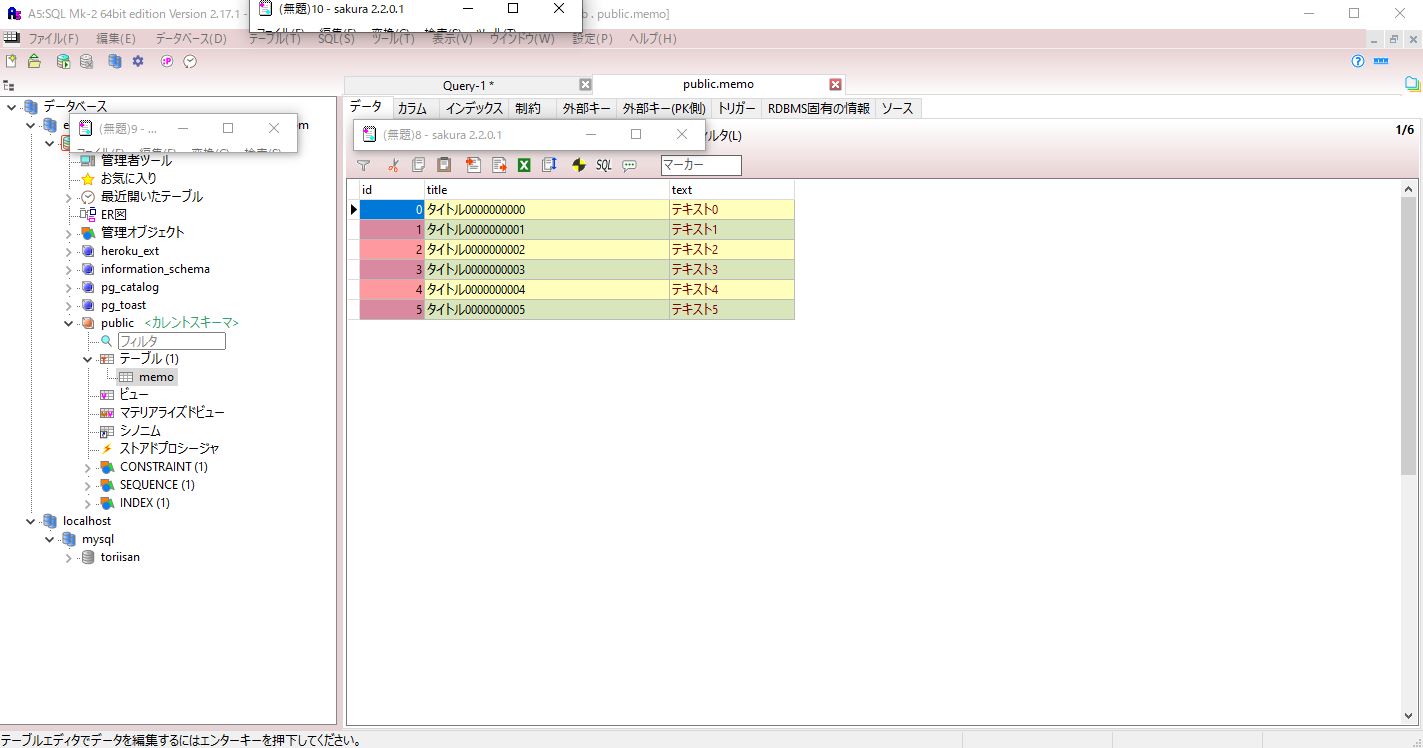 A5:SQL Mk-2 64bit edition Version 2.17.1 -
(無題)10 - sakura 2.2.0.1
o . public.memo]
ファイル(F) 編集(E) データベース(D) テーブル(T) SQL(S) ツール(T) 表示(V) ウインドウ(W) 設定(P) ヘルプ(H)
Query-1 *
public.memo
データ カラム インデックス 制約 外部キー 外部キー(PK側) トリガー RDBMS固有の情報 ソース
(無題)8 - sakura 2.2.0.1
ルタ(L)
1/6
SQL
マーカー
id title text
0 タイトル0000000000 テキスト0
1 タイトル0000000001 テキスト1
2 タイトル0000000002 テキスト2
3 タイトル0000000003 テキスト3
4 タイトル0000000004 テキスト4
5 タイトル0000000005 テキスト5
データベース
e
om
(無題)9 - ...
管理者ツール
お気に入り
最近開いたテーブル
ER図
管理オブジェクト
heroku_ext
information_schema
pg_catalog
pg_toast
public <カレントスキーマ>
フィルタ
テーブル (1)
memo
ビュー
マテリアライズドビュー
シノニム
ストアドプロシージャ
CONSTRAINT (1)
SEQUENCE (1)
INDEX (1)
localhost
mysql
toriisan
テーブルエディタでデータを編集するにはエンターキーを押下してください。